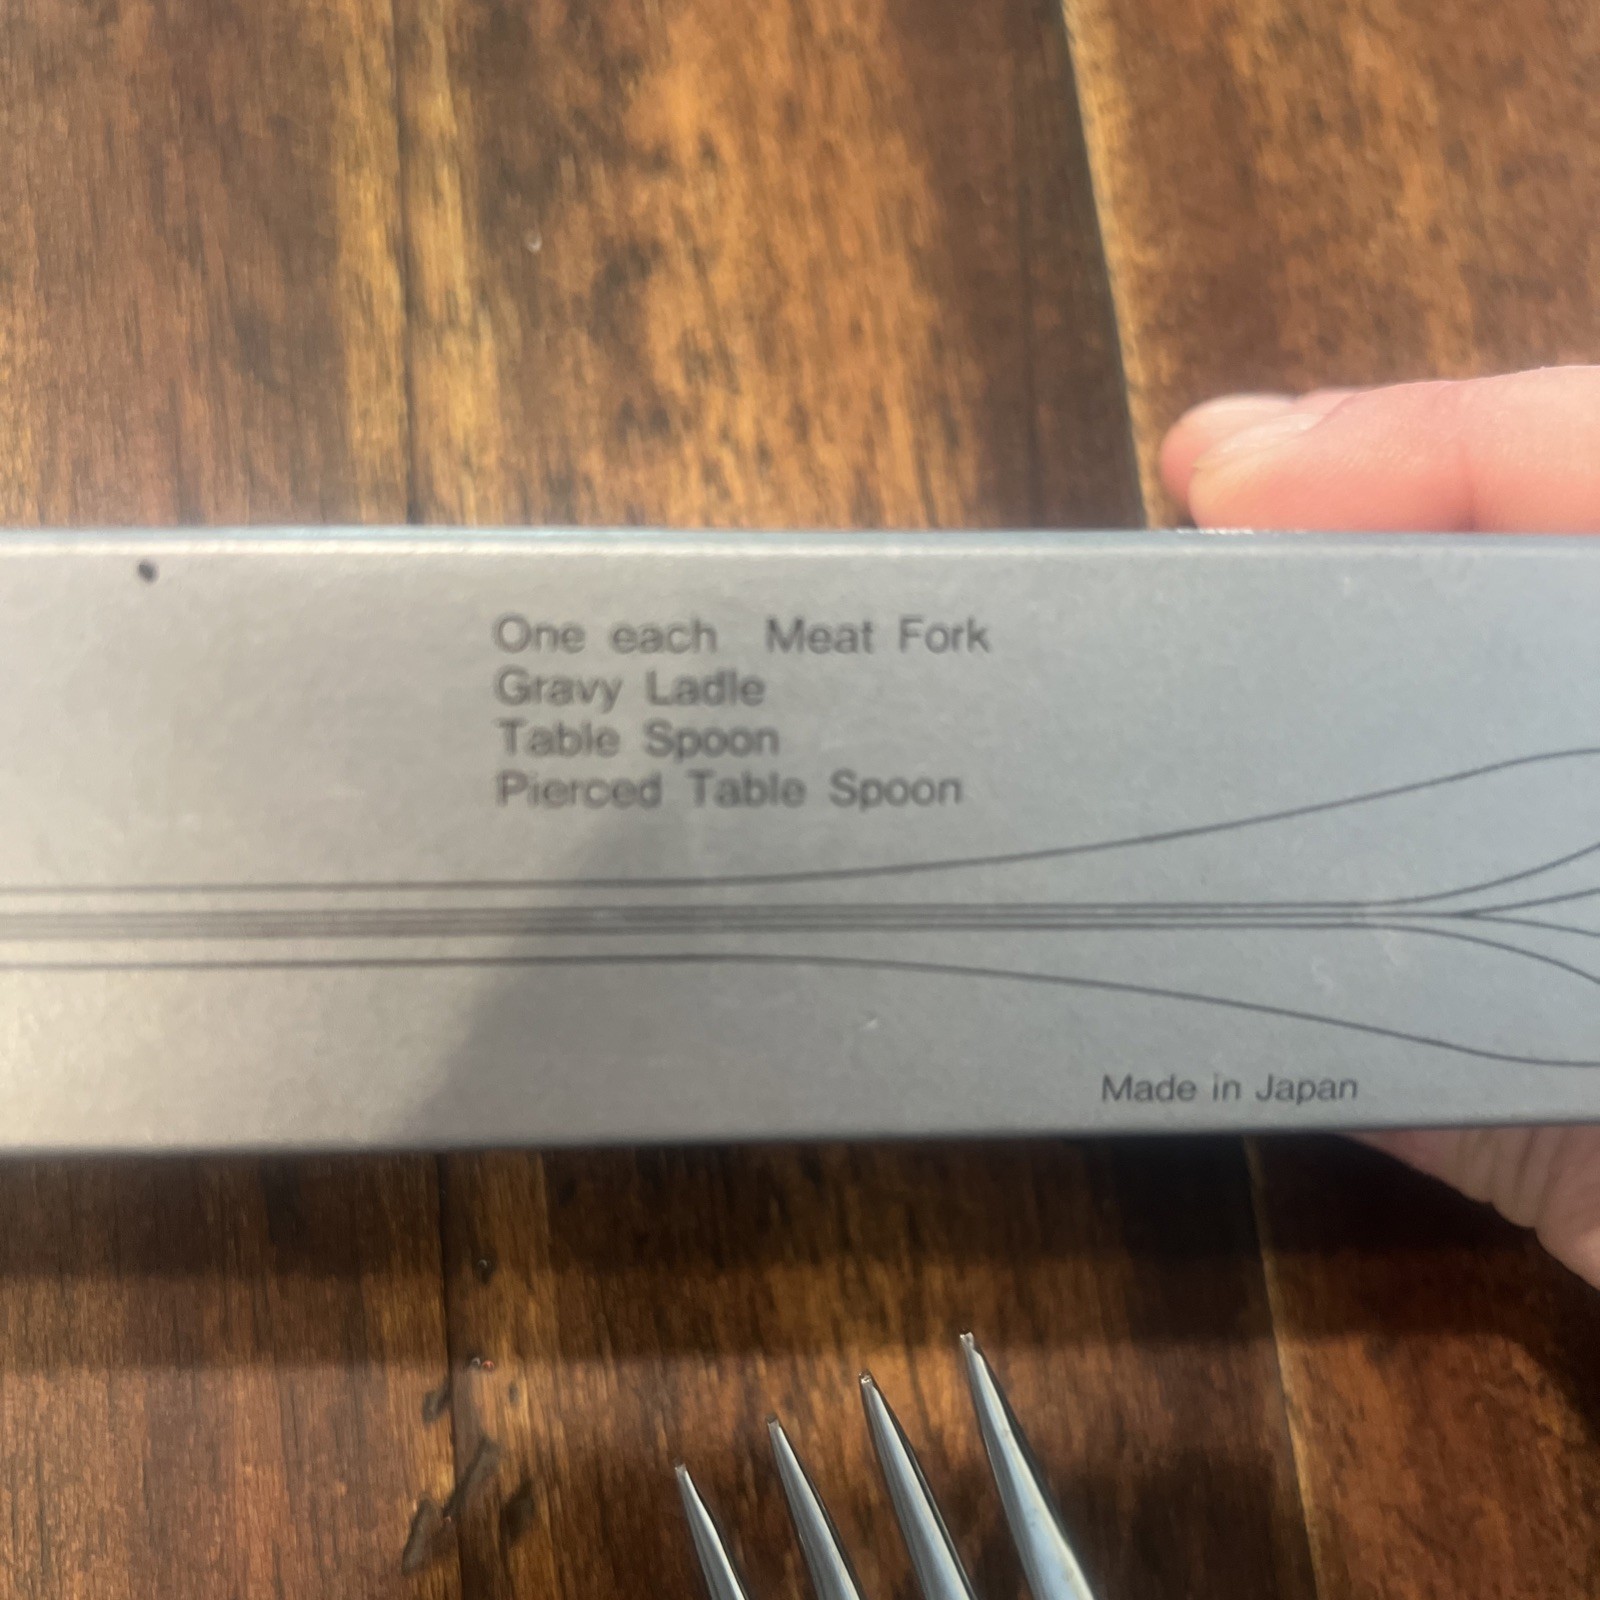 One each Meat Fork
Gravy Ladle
Table Spoon
Pierced Table Spoon
Made in Japan